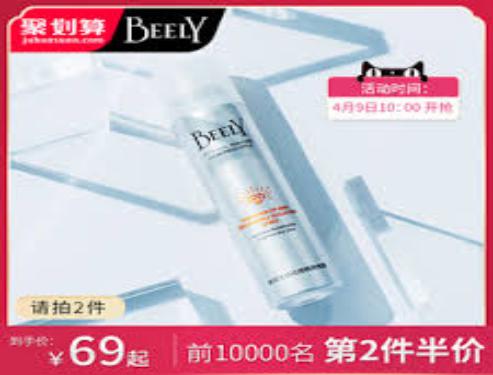 聚划算
BEELY
juhuasuan.com
活动时间:
4月9日10:00 开抢
BEELY
请拍2件
到手价:
¥69起
前10000名 第2件半价